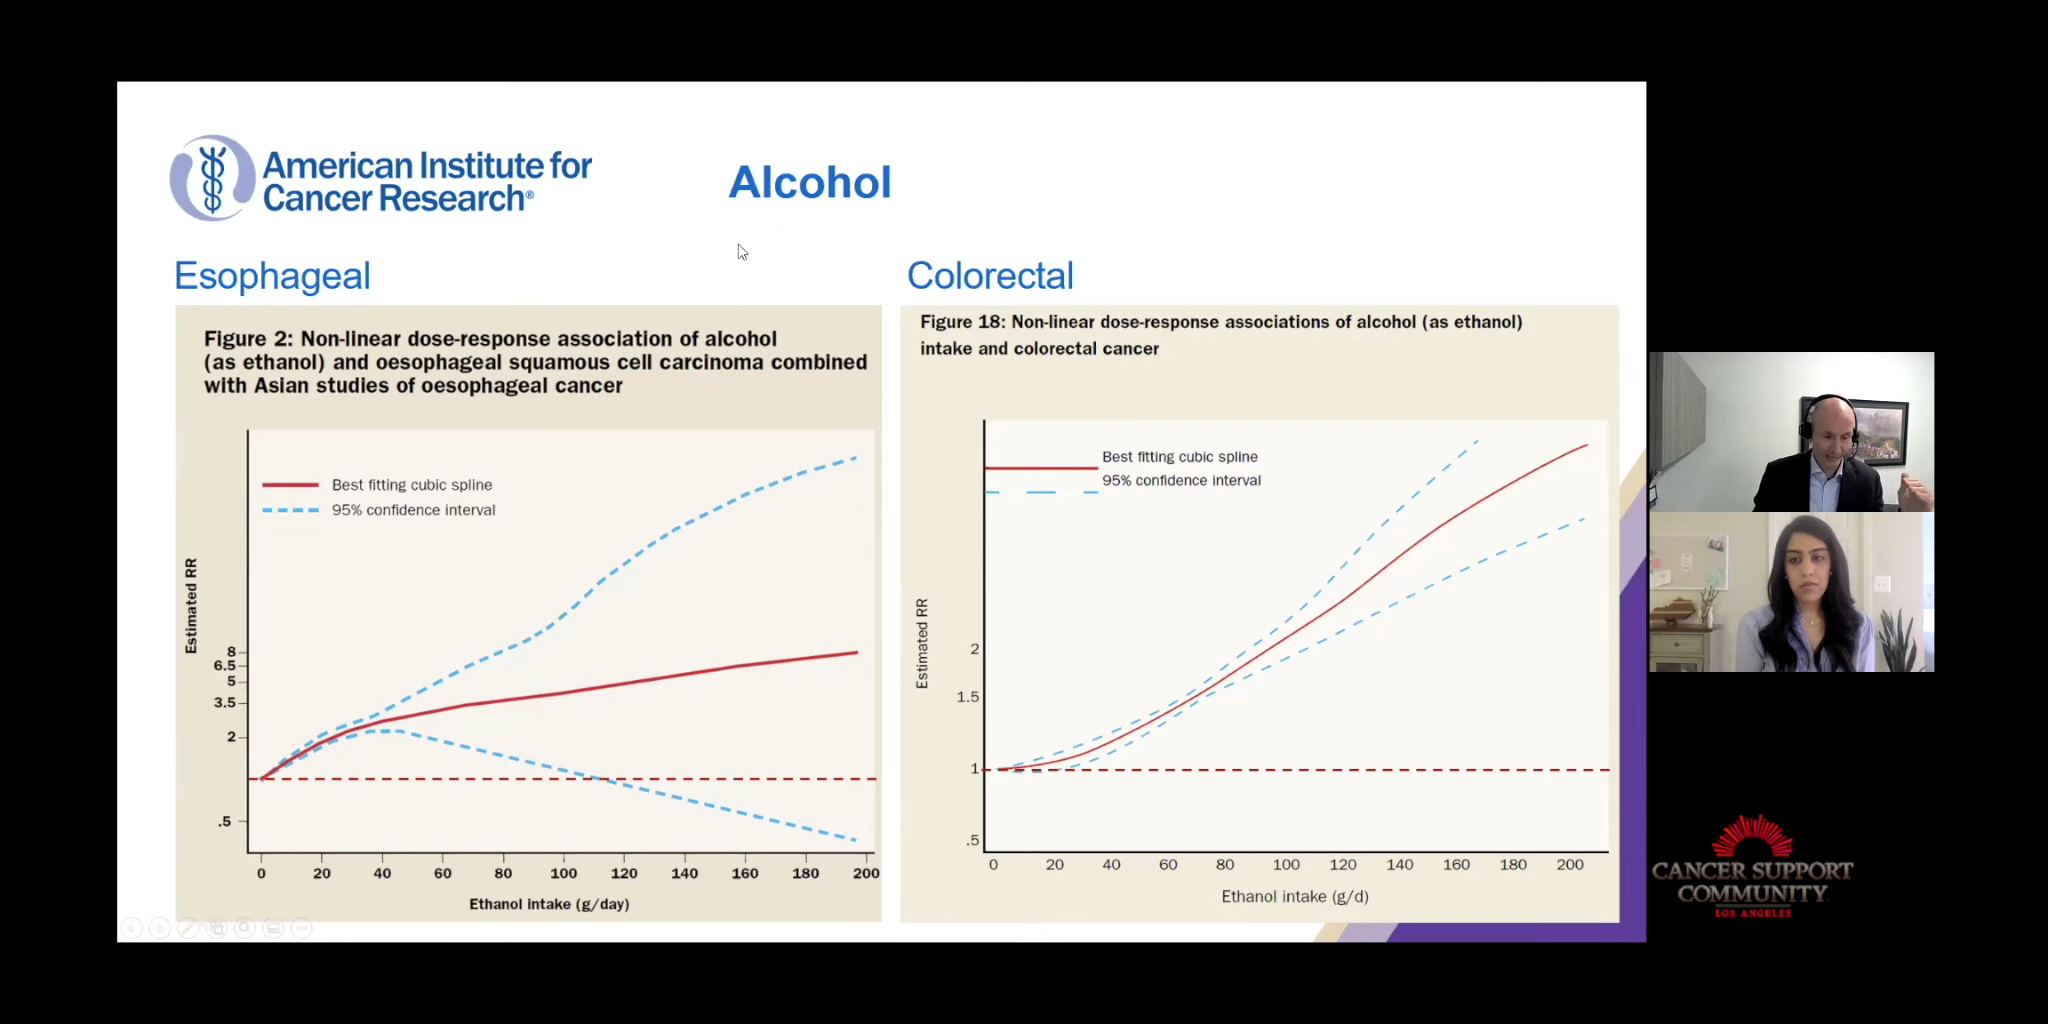 American Institute for
Cancer Research®
Alcohol
Esophageal
Colorectal
Figure 2: Non-linear dose-response association of alcohol
(as ethanol) and oesophageal squamous cell carcinoma combined
with Asian studies of oesophageal cancer
Best fitting cubic spline
95% confidence interval
Estimated RR
8
6.5
5
3.5
2
.5
0 20 40 60 80 100 120 140 160 180 200
Ethanol intake (g/day)
Figure 18: Non-linear dose-response associations of alcohol (as ethanol)
intake and colorectal cancer
Best fitting cubic spline
95% confidence interval
Estimated RR
2
1.5
1
.5
0 20 40 60 80 100 120 140 160 180 200
Ethanol intake (g/d)
CANCER SUPPORT
COMMUNITY
LOS ANGELES